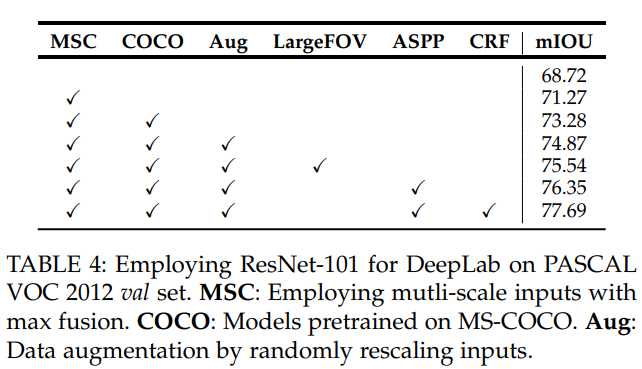 MSC COCO Aug LargeFOV ASPP CRF mIOU
68.72
✓ 71.27
✓ ✓ 73.28
✓ ✓ ✓ 74.87
✓ ✓ ✓ ✓ 75.54
✓ ✓ ✓ ✓ 76.35
✓ ✓ ✓ ✓ ✓ 77.69
TABLE 4: Employing ResNet-101 for DeepLab on PASCAL
VOC 2012 val set. MSC: Employing mutli-scale inputs with
max fusion. COCO: Models pretrained on MS-COCO. Aug:
Data augmentation by randomly rescaling inputs.